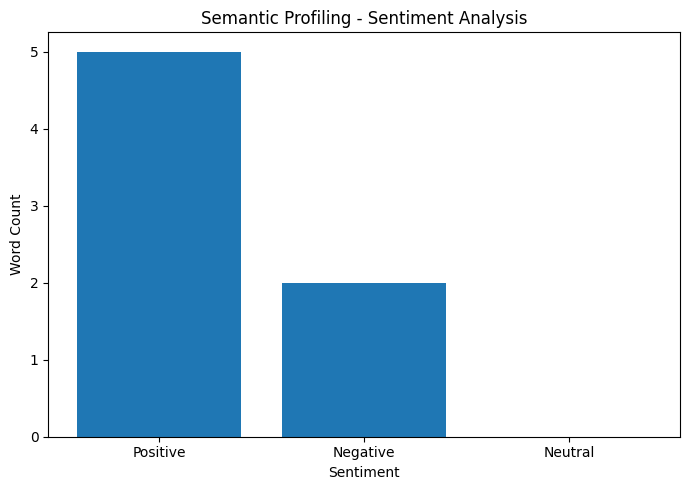 Semantic Profiling - Sentiment Analysis
Word Count
5
4
3
2
1
0
Positive Negative Neutral
Sentiment